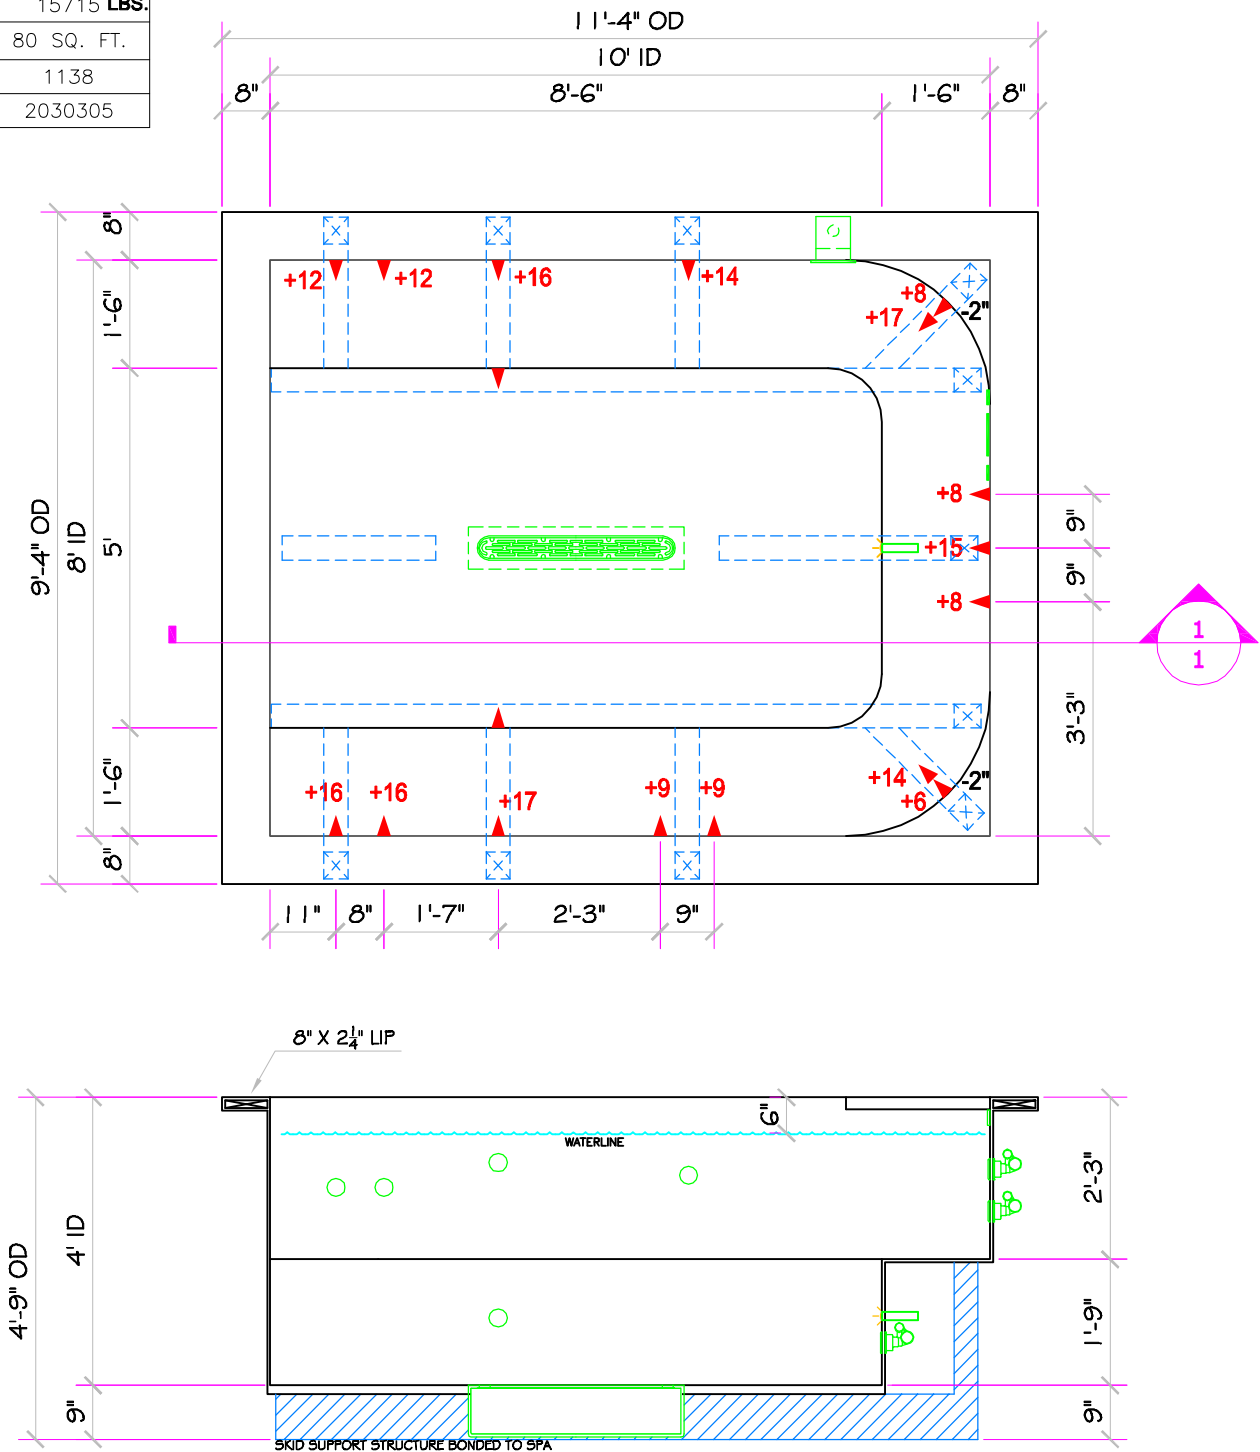 15715 LBS.
80 SQ. FT.
1138
2030305
11'-4" OD
10' ID
8" 8'-6" 1'-6" 8"
8"
1'-6"
9'-4" OD
8' ID
5'
1'-6"
8"
+12 +12 +16 +14
+8
+17 -2"
+8
+15
+8
9"
9"
3'-3"
1
1
+14 -2"
+6
+16 +16 +17 +9 +9
11" 8" 1'-7" 2'-3" 9"
8" X 2 1/4" LIP
6"
WATERLINE
2'-3"
4' ID
4'-9" OD
1'-9"
9"
9"
SKID SUPPORT STRUCTURE BONDED TO SPA